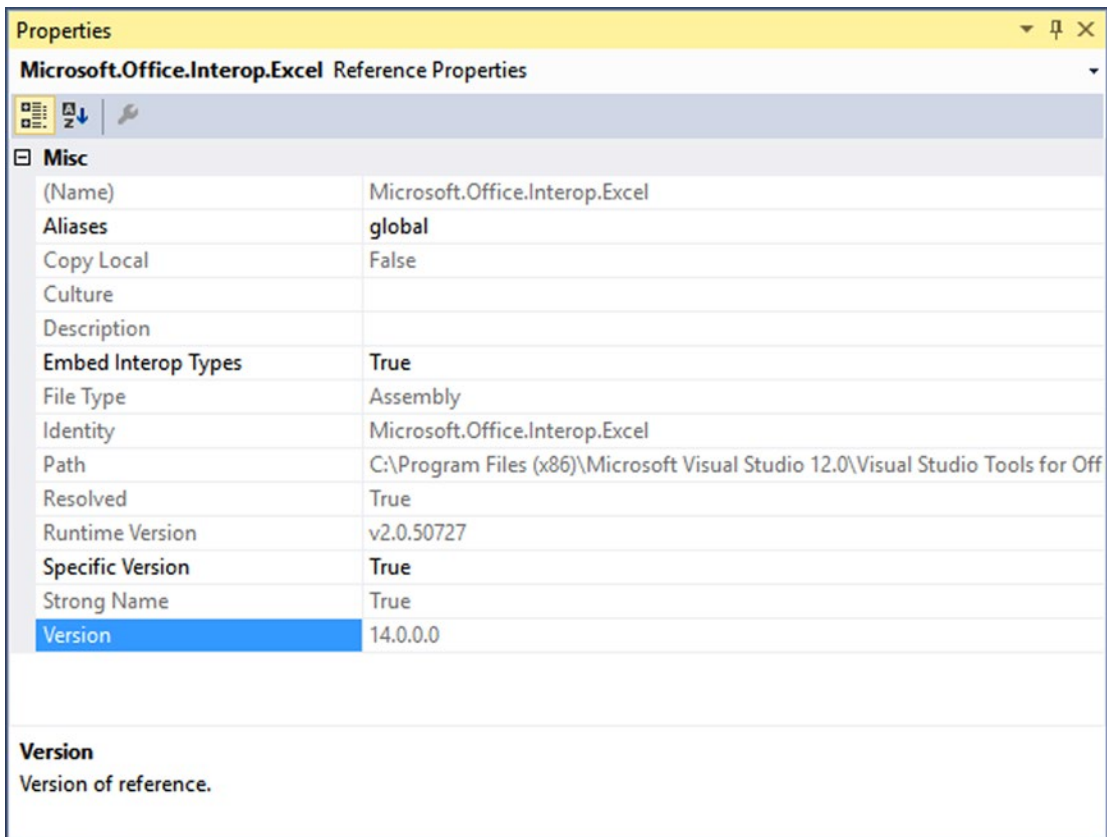 Properties
Microsoft.Office.Interop.Excel Reference Properties
Misc
(Name) Microsoft.Office.Interop.Excel
Aliases global
Copy Local False
Culture
Description
Embed Interop Types True
File Type Assembly
Identity Microsoft.Office.Interop.Excel
Path C:\Program Files (x86)\Microsoft Visual Studio 12.0\Visual Studio Tools for Off
Resolved True
Runtime Version v2.0.50727
Specific Version True
Strong Name True
Version 14.0.0.0
Version
Version of reference.